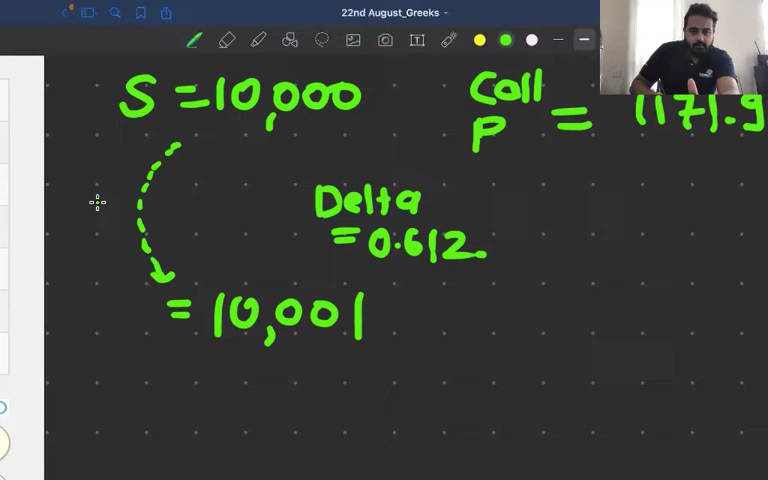 22nd August_Greeks
S = 10,000
Call
P = 1171.9
Delta
= 0.612
= 10,001